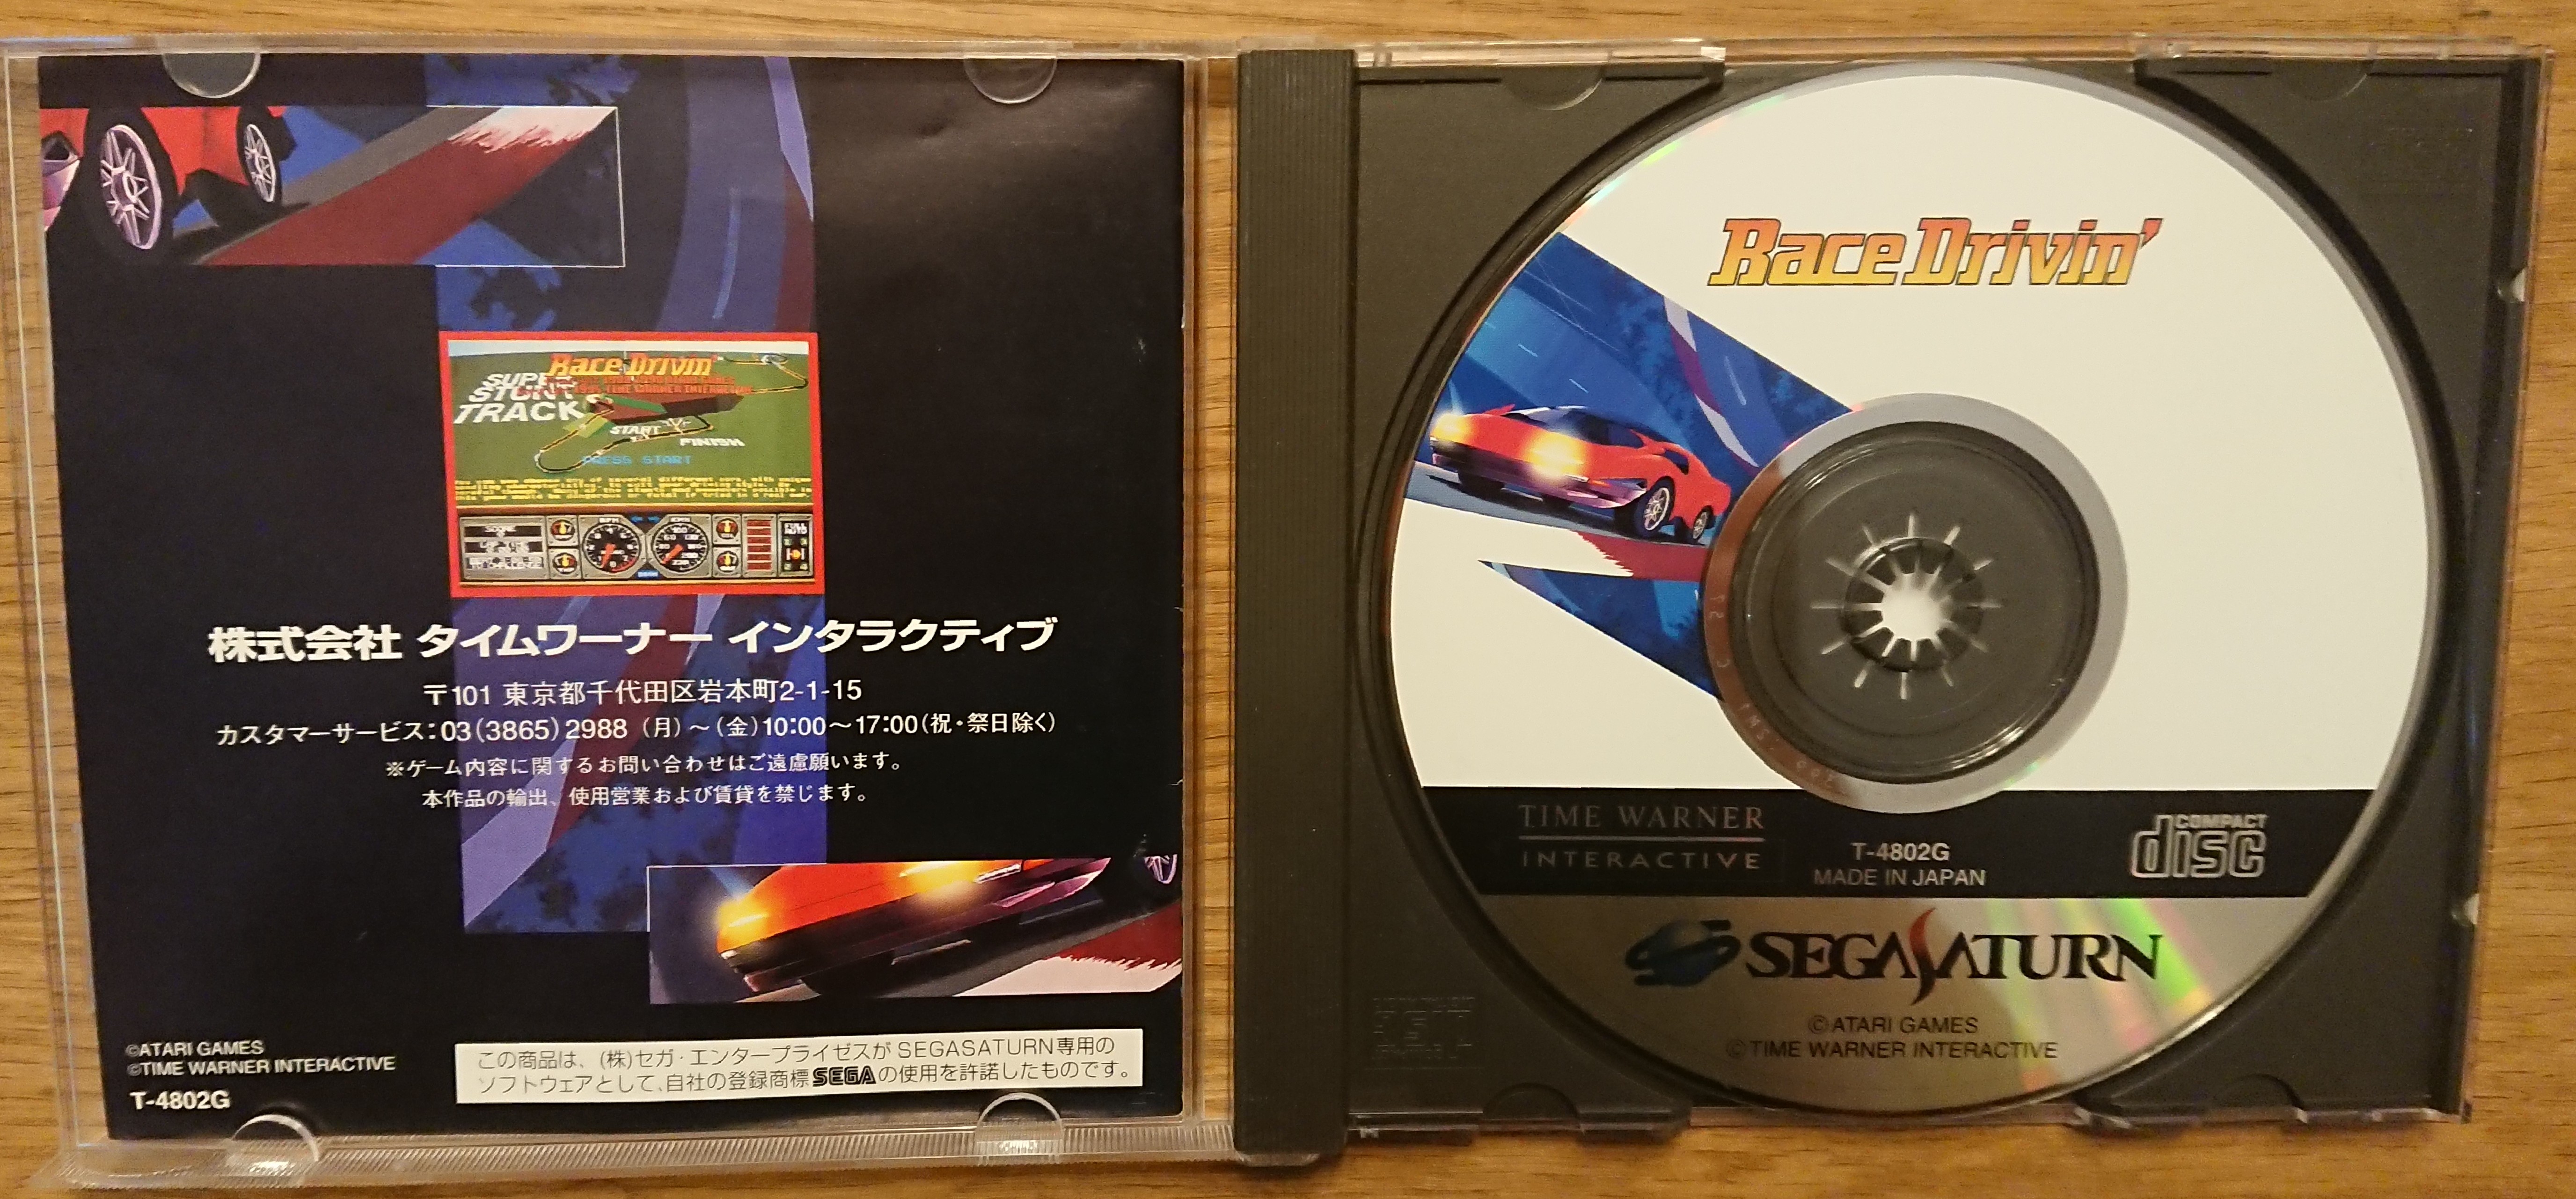 Race Drivin'
SUPER
STUNT
TRACK
START
FINISH
PRESS START
株式会社 タイムワーナー インタラクティブ
〒101 東京都千代田区岩本町2-1-15
カスタマーサービス:03(3865)2988 (月)～(金)10:00～17:00(祝・祭日除く)
※ゲーム内容に関するお問い合わせはご遠慮願います。
本作品の輸出、使用営業および賃貸を禁じます。
©ATARI GAMES
©TIME WARNER INTERACTIVE
T-4802G
この商品は、(株)セガ・エンタープライゼスがSEGASATURN専用の
ソフトウェアとして、自社の登録商標SEGAの使用を許諾したものです。
Race Drivin'
TIME WARNER
INTERACTIVE
T-4802G
MADE IN JAPAN
COMPACT
disc
SEGASATURN
©ATARI GAMES
©TIME WARNER INTERACTIVE